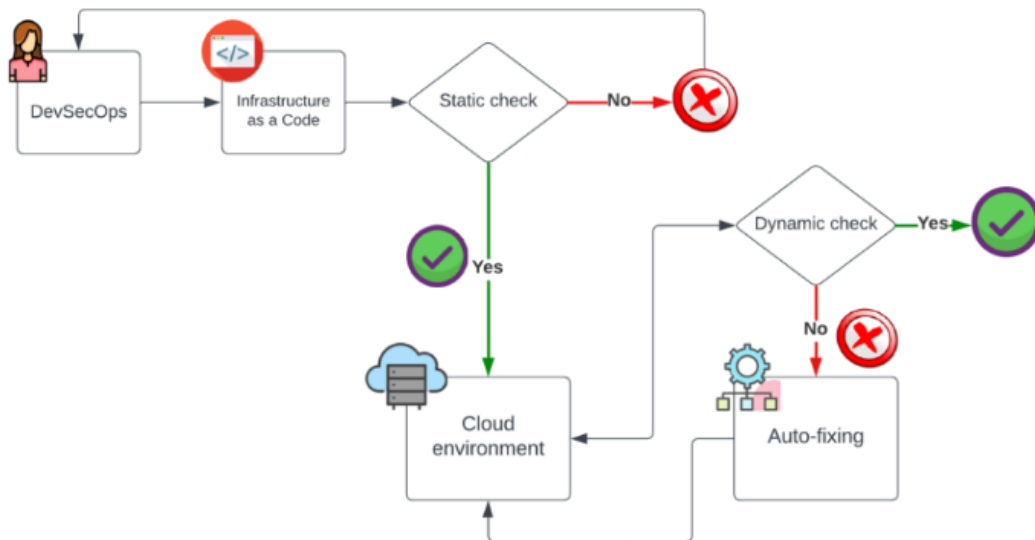 DevSecOps
</>
Infrastructure
as a Code
Static check
No
Yes
Dynamic check
Yes
No
Cloud
environment
Auto-fixing